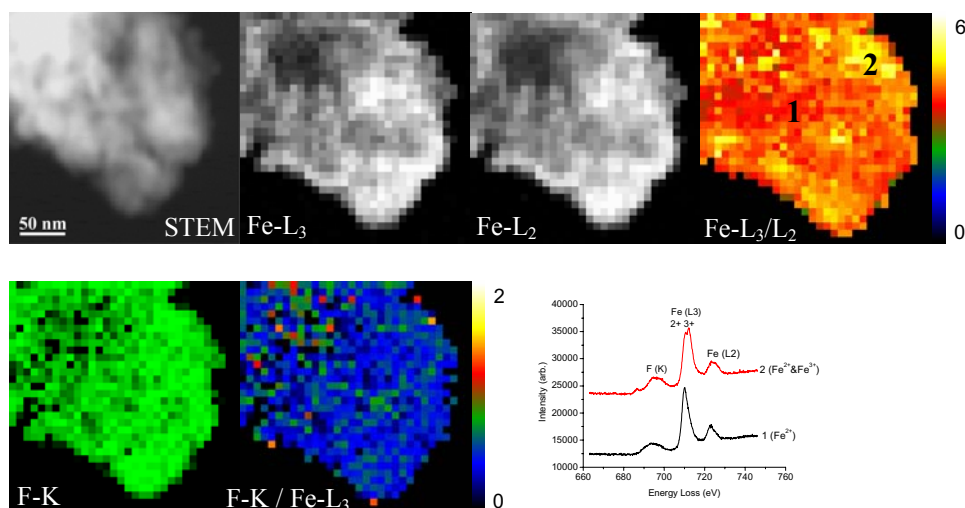 6
2
1
50 nm
STEM
Fe-L₃
Fe-L₂
Fe-L₃/L₂
0
2
F-K
F-K / Fe-L₃
0
40000
35000
30000
25000
20000
15000
10000
Intensity (arb.)
Fe (L3)
2+ 3+
Fe (L2)
F (K)
2 (Fe²⁺&Fe³⁺)
1 (Fe²⁺)
660 680 700 720 740 760
Energy Loss (eV)